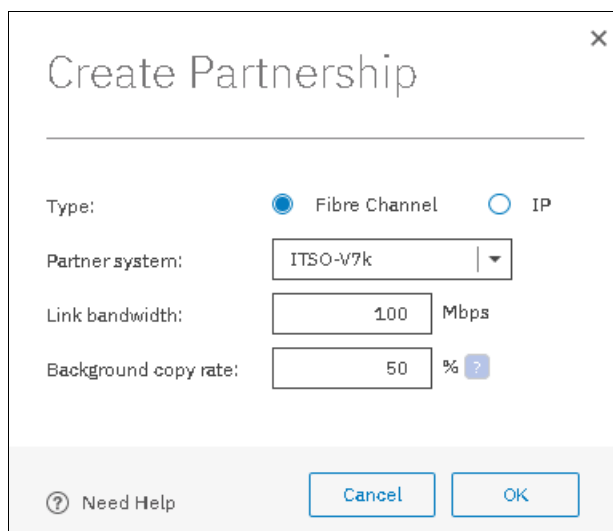 Create Partnership
Type: Fibre Channel IP
Partner system: ITSO-V7k
Link bandwidth: 100 Mbps
Background copy rate: 50 % ?
? Need Help Cancel OK